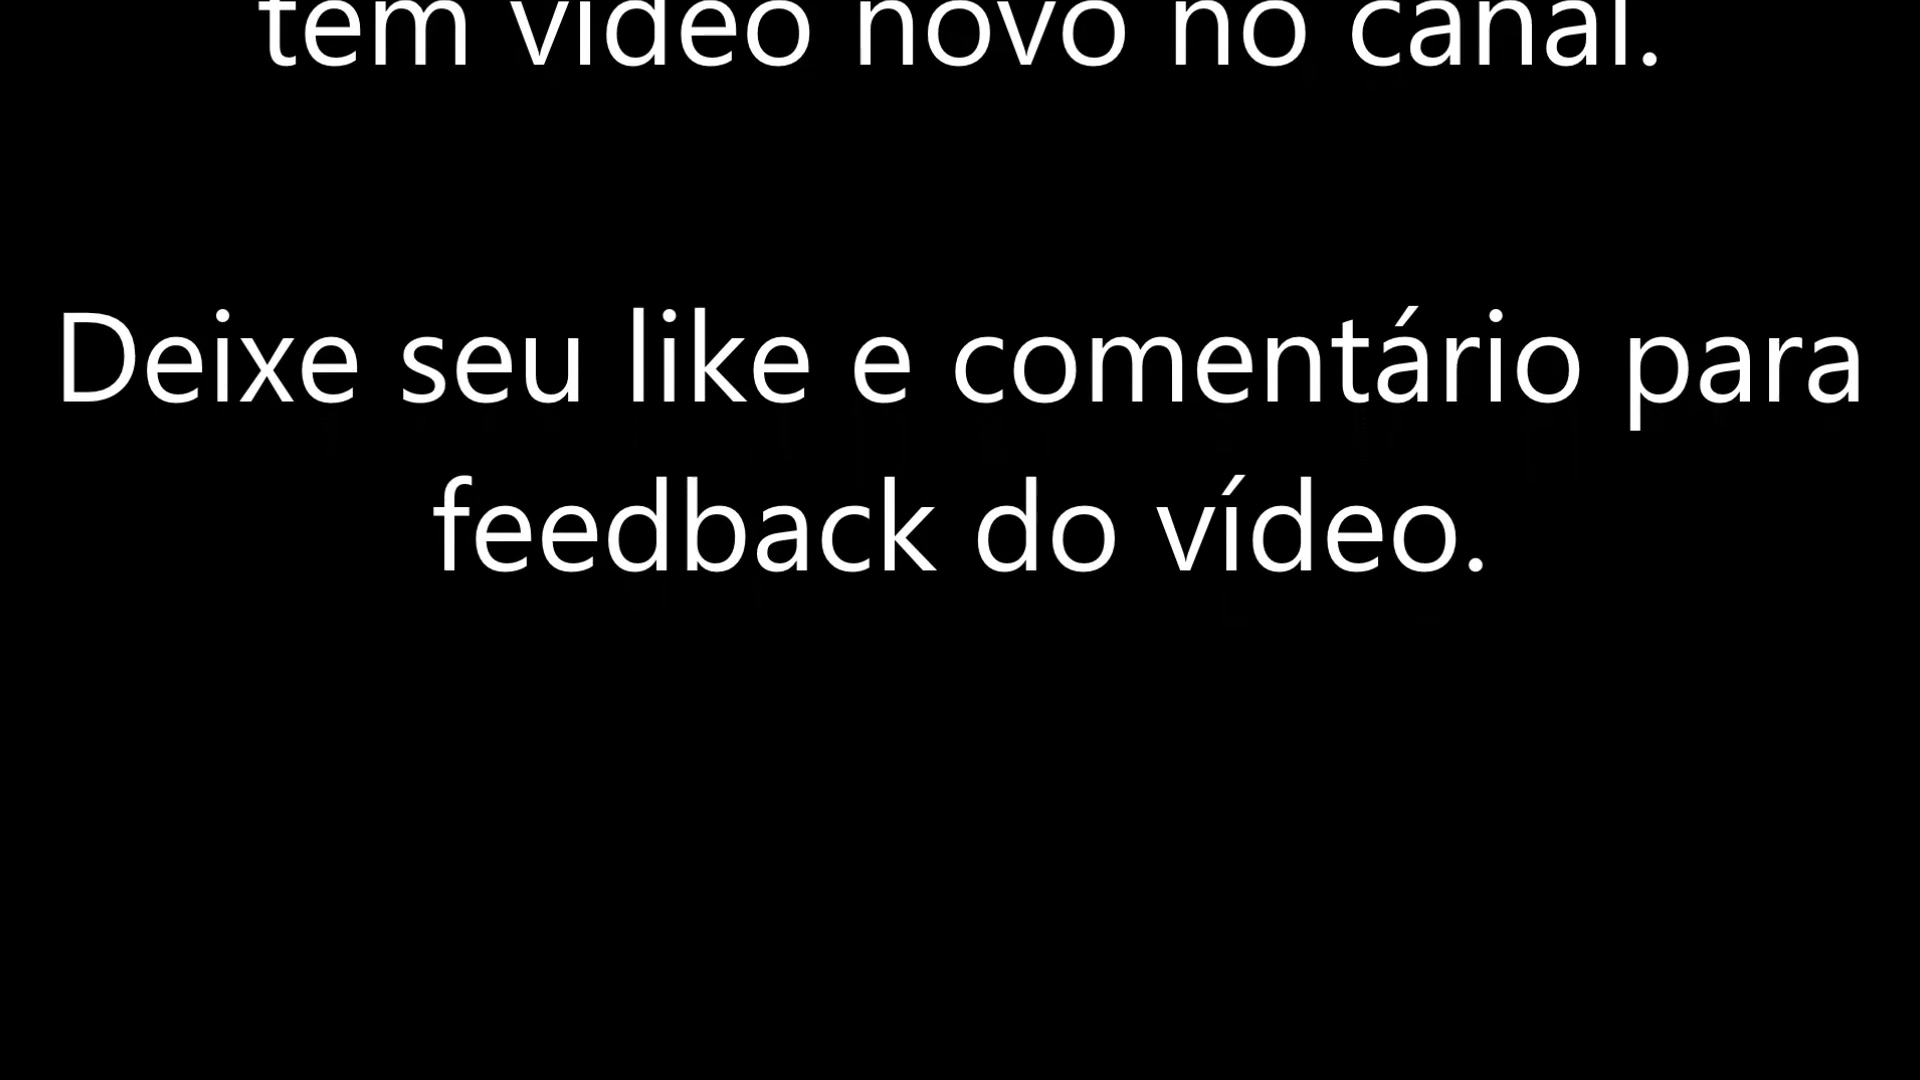 tem vídeo novo no canal.
Deixe seu like e comentário para
feedback do vídeo.